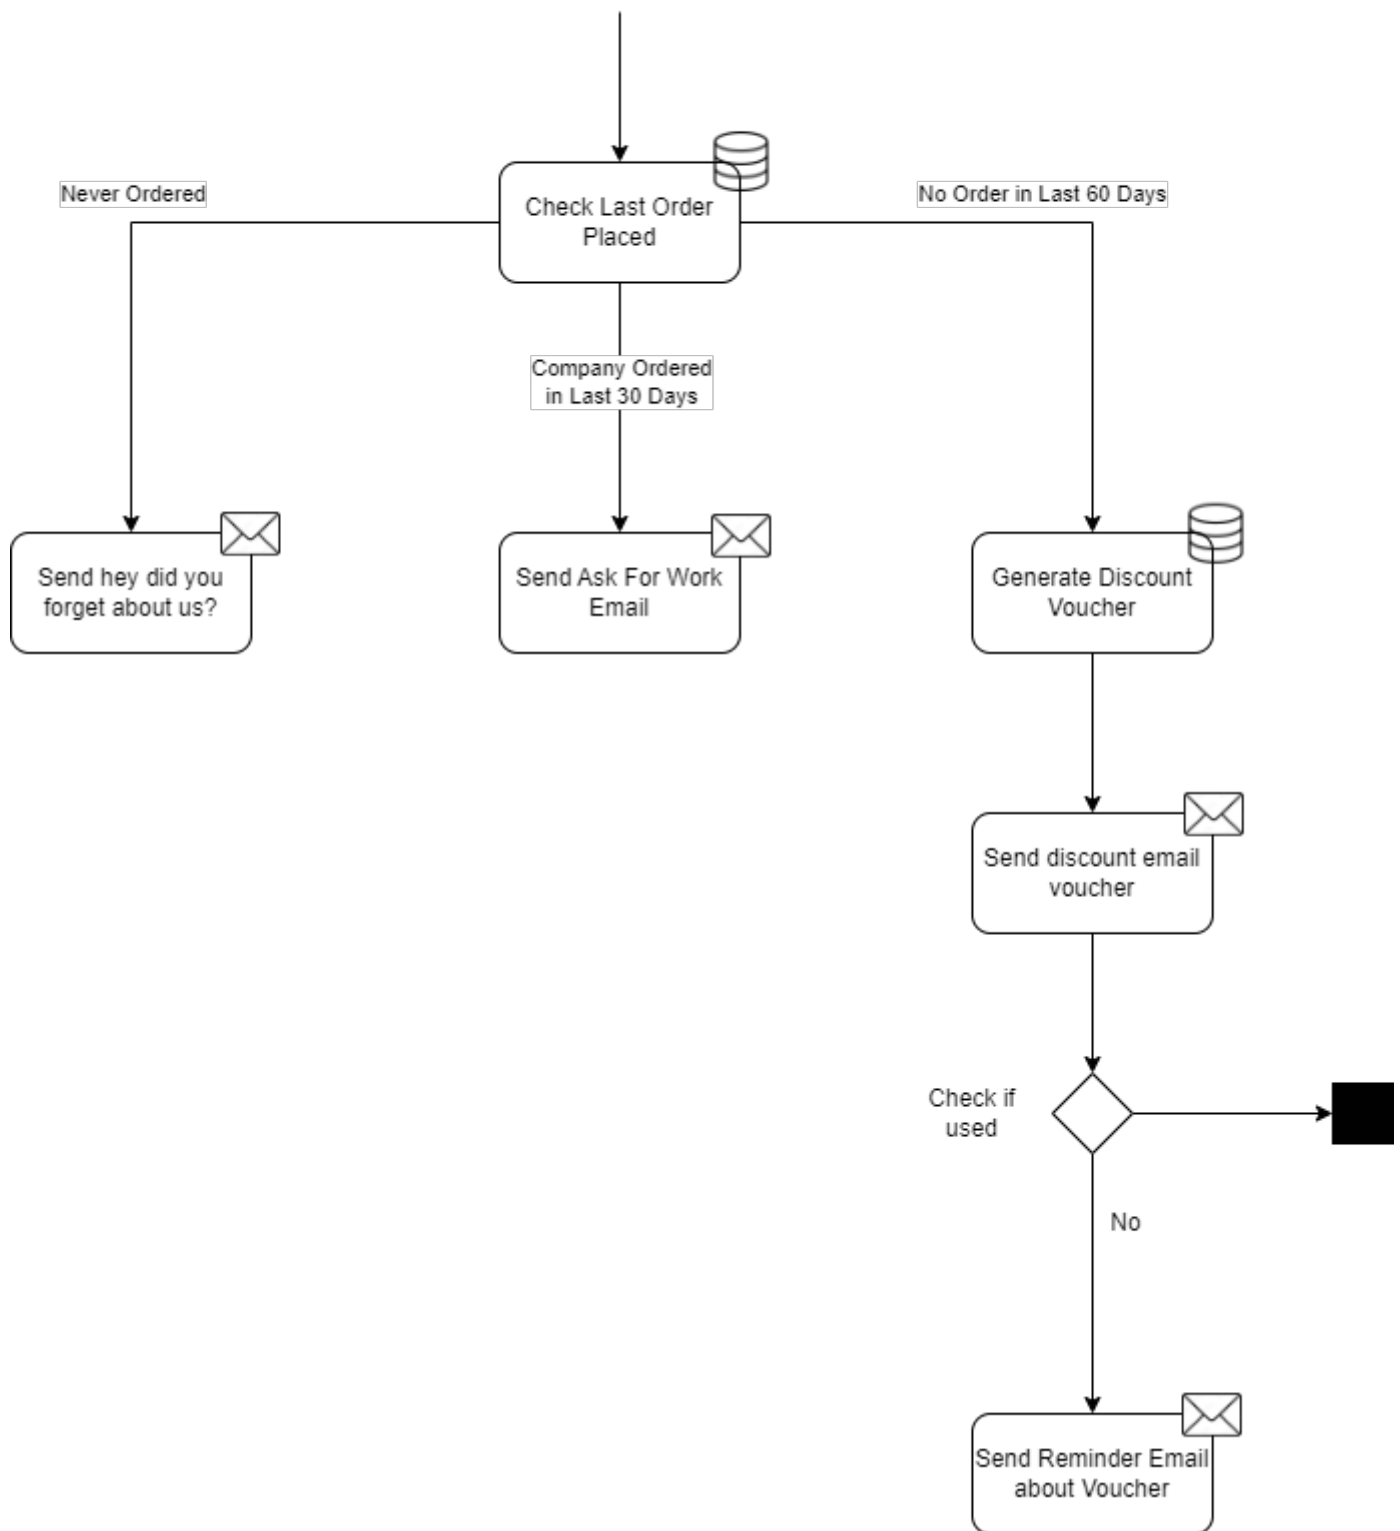 Never Ordered
Check Last Order
Placed
No Order in Last 60 Days
Company Ordered
in Last 30 Days
Send hey did you
forget about us?
Send Ask For Work
Email
Generate Discount
Voucher
Send discount email
voucher
Check if
used
No
Send Reminder Email
about Voucher